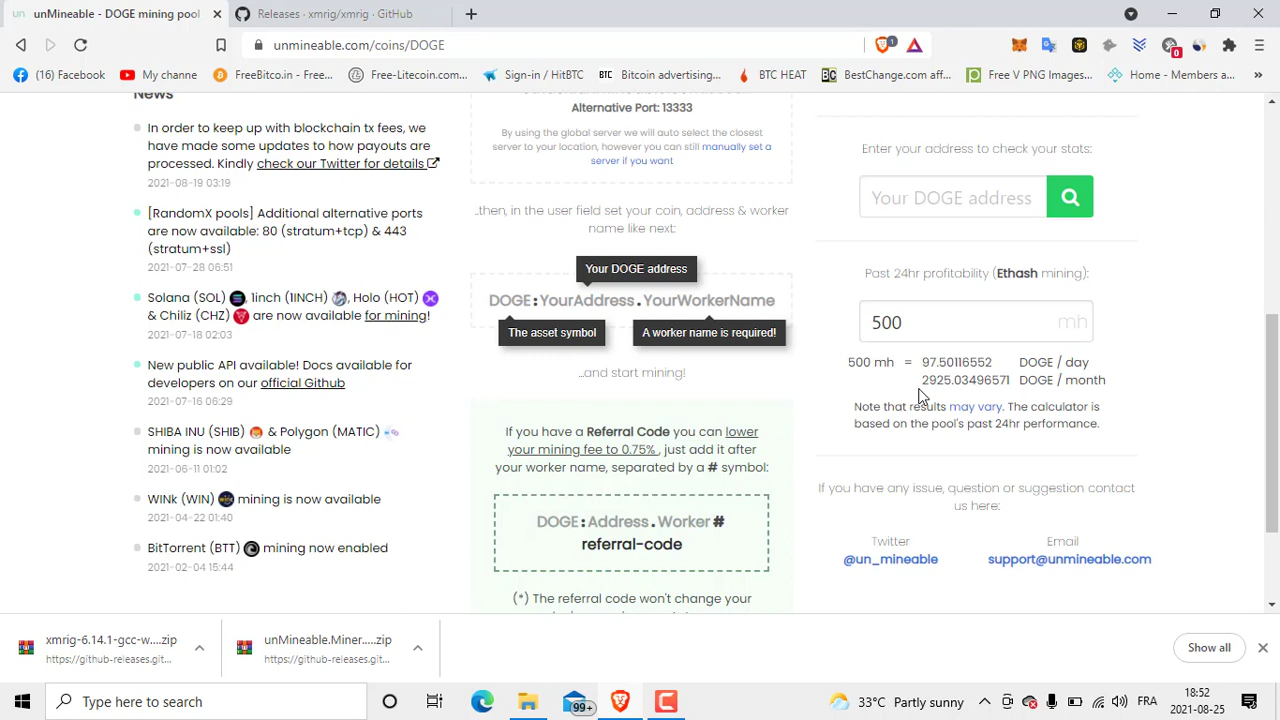 unMineable - DOGE mining pool
Releases · xmrig/xmrig · GitHub
unmineable.com/coins/DOGE
1
0
(16) Facebook
My channe
FreeBito.in - Free...
Free-Litecoin.com...
Sign-in / HitBTC
BTC Bitcoin advertising...
BTC HEAT
BC BestChange.com aff...
Free V PNG Images...
Home - Members a...
»
News
In order to keep up with blockchain tx fees, we
have made some updates to how payouts are
processed. Kindly check our Twitter for details
2021-08-19 03:19
[RandomX pools] Additional alternative ports
are now available: 80 (stratum+tcp) & 443
(stratum+ssl)
2021-07-28 06:51
Solana (SOL) , 1inch (1INCH) , Holo (HOT)
& Chiliz (CHZ) are now available for mining!
2021-07-18 02:03
New public API available! Docs available for
developers on our official Github
2021-07-16 06:29
SHIBA INU (SHIB) & Polygon (MATIC)
mining is now available
2021-06-11 01:02
WINk (WIN) mining is now available
2021-04-22 01:40
BitTorrent (BTT) mining now enabled
2021-02-04 15:44
Alternative Port: 13333
By using the global server we will auto select the closest
server to your location, however you can still manually set a
server if you want
...then, in the user field set your coin, address & worker
name like next:
Your DOGE address
DOGE:YourAddress.YourWorkerName
The asset symbol
A worker name is required!
...and start mining!
If you have a Referral Code you can lower
your mining fee to 0.75% , just add it after
your worker name, separated by a # symbol:
DOGE:Address.Worker#
referral-code
(*) The referral code won't change your
Enter your address to check your stats:
Your DOGE address
Past 24hr profitability (Ethash mining):
500 mh
500 mh = 97.50116552 DOGE / day
2925.03496571 DOGE / month
Note that results may vary. The calculator is
based on the pool's past 24hr performance.
If you have any issue, question or suggestion contact
us here:
Twitter
@un_mineable
Email
support@unmineable.com
xmrig-6.14.1-gcc-w....zip
https://github-releases.git...
unMineable.Miner.....zip
https://github-releases.git...
Show all
Type here to search
99+
33°C Partly sunny
FRA
18:52
2021-08-25